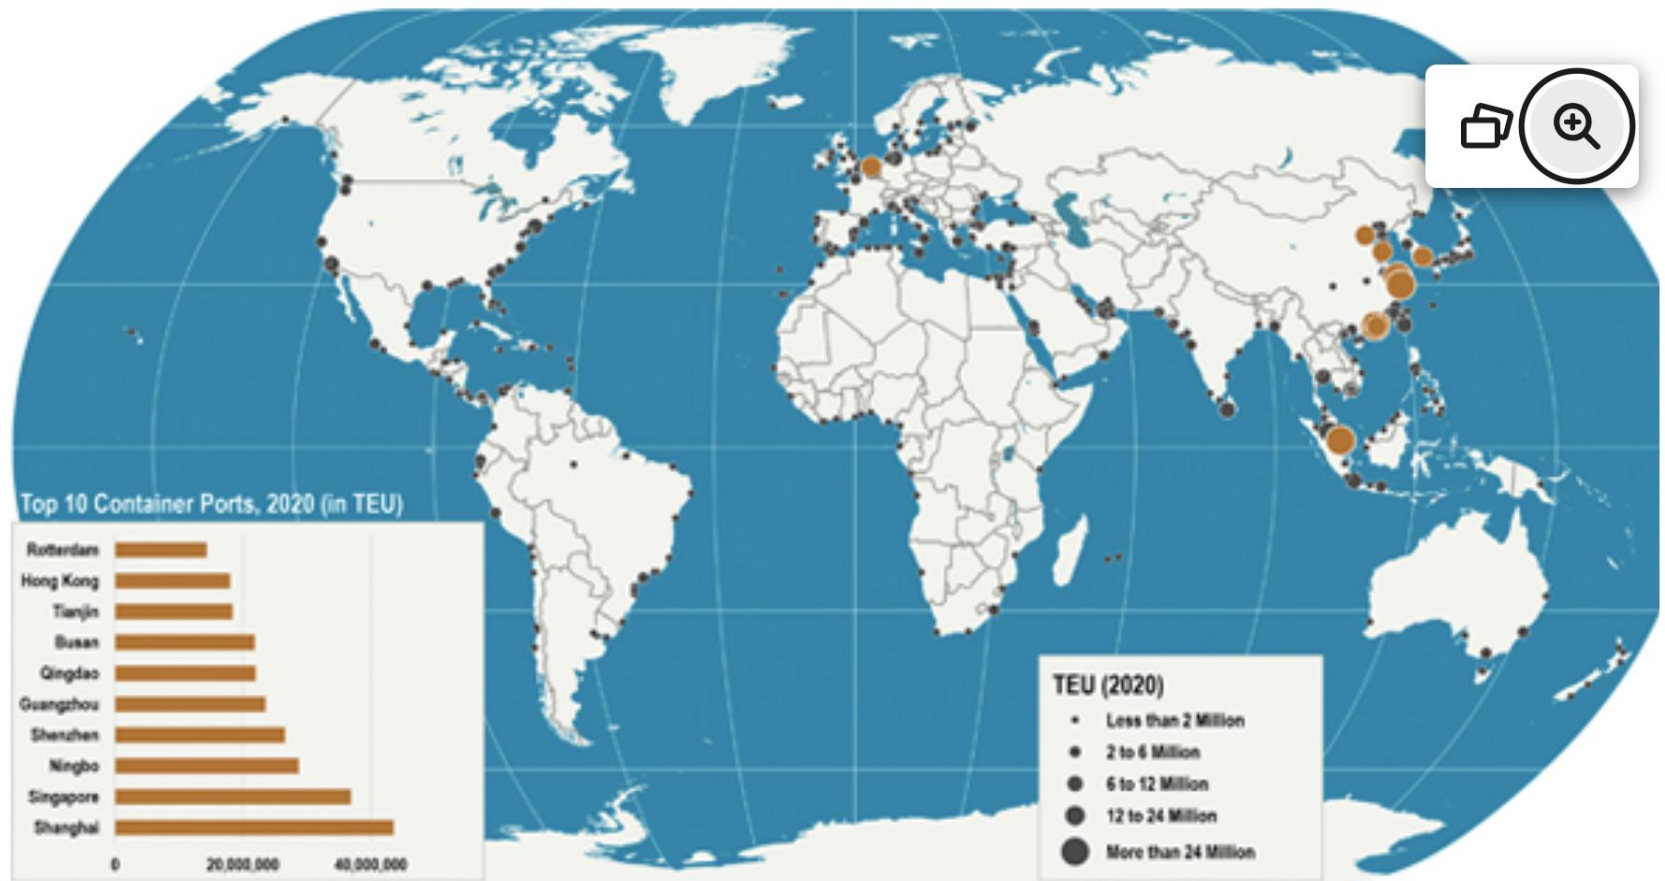 Top 10 Container Ports, 2020 (in TEU)
Rotterdam
Hong Kong
Tianjin
Busan
Qingdao
Guangzhou
Shenzhen
Ningbo
Singapore
Shanghai
0 20,000,000 40,000,000
TEU (2020)
Less than 2 Million
2 to 6 Million
6 to 12 Million
12 to 24 Million
More than 24 Million